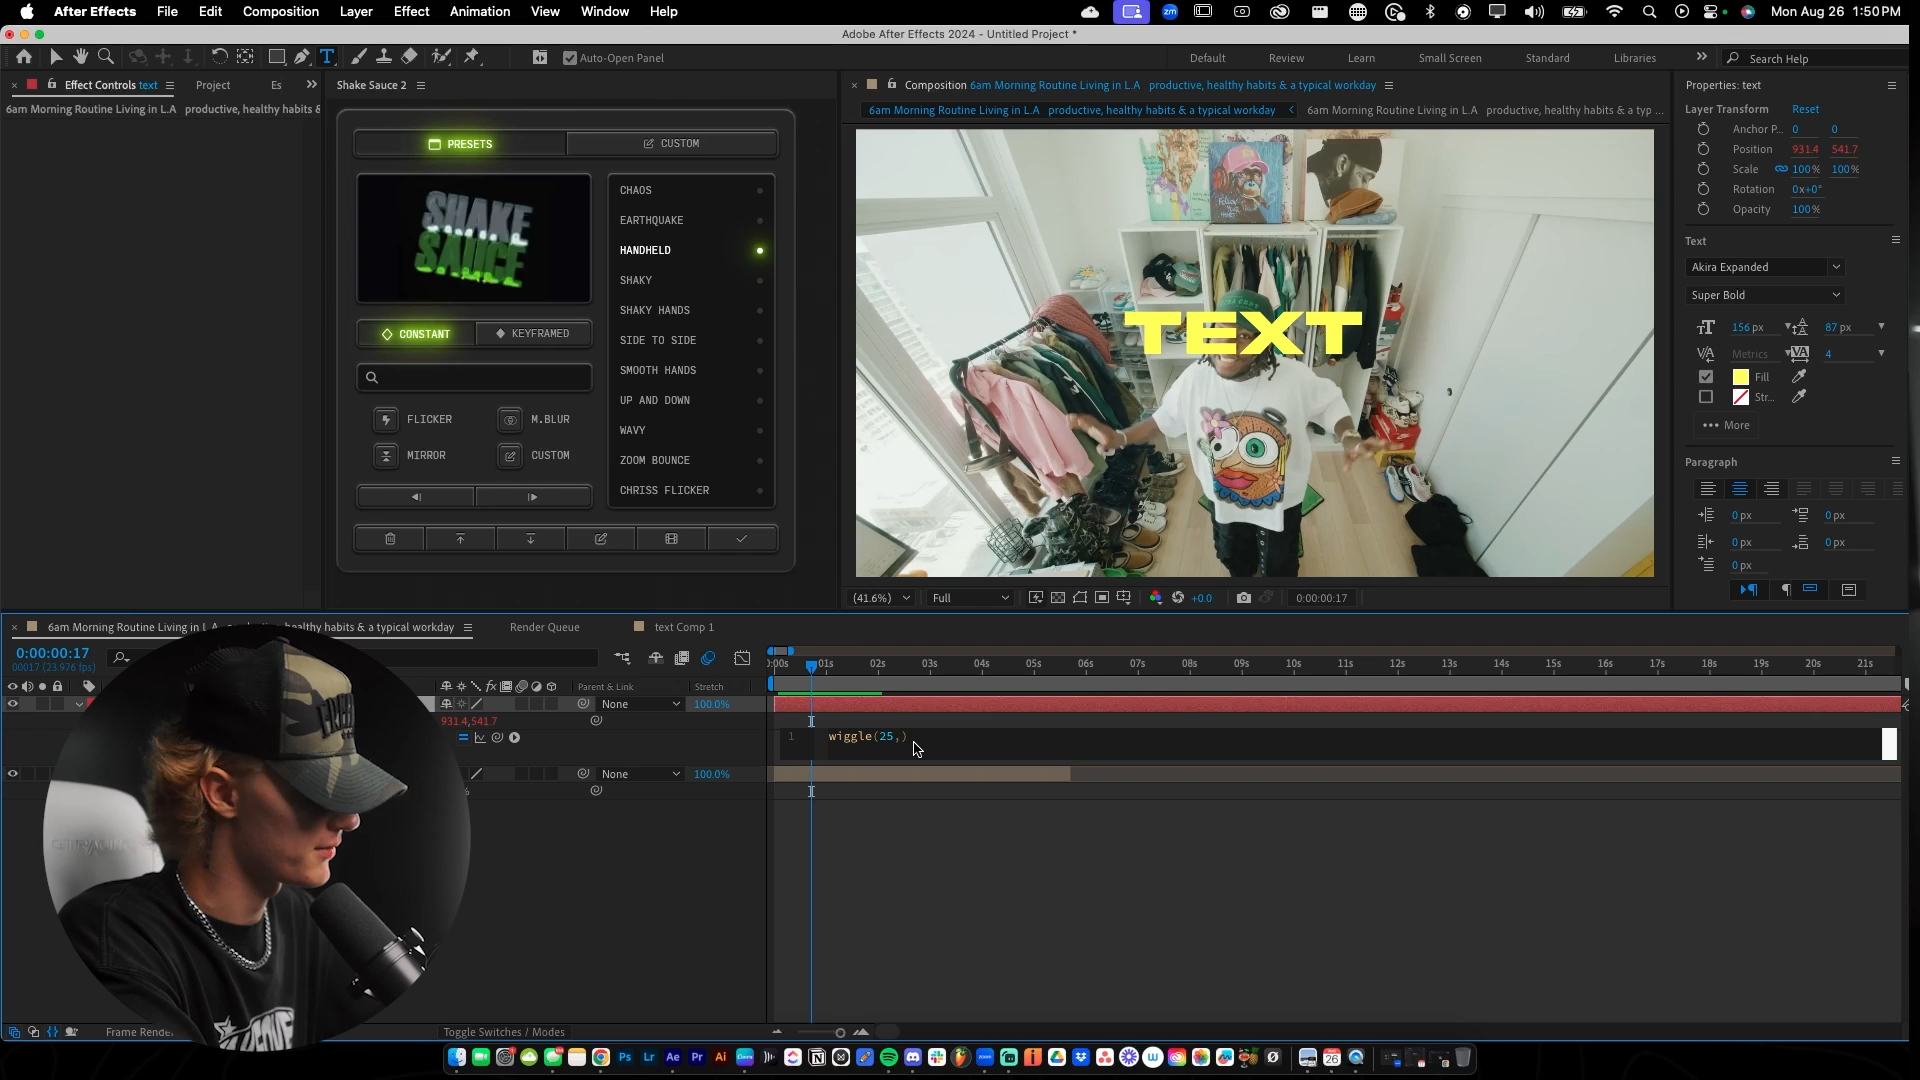 After Effects File Edit Composition Layer Effect Animation View Window Help
Mon Aug 26 1:50 PM
Adobe After Effects 2024 - Untitled Project *
Auto-Open Panel
Default Review Learn Small Screen Standard Libraries
Search Help
Effect Controls text
Project
Es
Shake Sauce 2
Composition 6am Morning Routine Living in L.A productive, healthy habits & a typical workday
Properties: text
6am Morning Routine Living in L.A productive, healthy habits &
6am Morning Routine Living in L.A productive, healthy habits & a typical workday
6am Morning Routine Living in L.A productive, healthy habits & a typ ...
Layer Transform Reset
Anchor P... 0 0
Position 931.4 541.7
Scale 100% 100%
Rotation 0x+0°
Opacity 100%
PRESETS
CUSTOM
SHAKE
SAUCE
CHAOS
EARTHQUAKE
HANDHELD
SHAKY
SHAKY HANDS
SIDE TO SIDE
SMOOTH HANDS
UP AND DOWN
WAVY
ZOOM BOUNCE
CHRISS FLICKER
CONSTANT
KEYFRAMED
FLICKER
M.BLUR
MIRROR
CUSTOM
TEXT
Text
Akira Expanded
Super Bold
156 px 87 px
Metrics 4
Fill
Str...
More
Paragraph
0 px 0 px
0 px 0 px
0 px
(41.6%) Full +0.0 0:00:00:17
6am Morning Routine Living in L.A productive, healthy habits & a typical workday
Render Queue
text Comp 1
0:00:00:17
00017 (23.976 fps)
:00s 01s 02s 03s 04s 05s 06s 07s 08s 09s 10s 11s 12s 13s 14s 15s 16s 17s 18s 19s 20s 21s
Parent & Link Stretch
None 100.0%
931.4,541.7
1 wiggle(25,)
None 100.0%
%
Frame Render
Toggle Switches / Modes